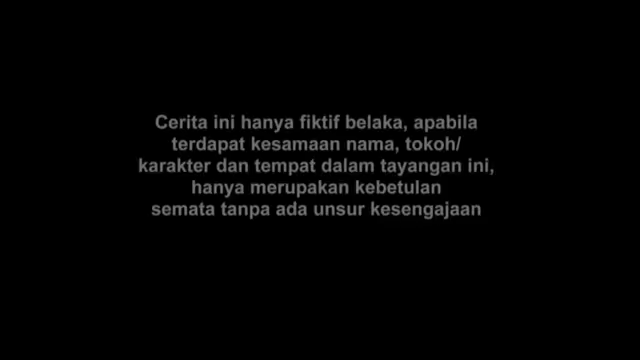 Cerita ini hanya fiktif belaka, apabila
terdapat kesamaan nama, tokoh/
karakter dan tempat dalam tayangan ini,
hanya merupakan kebetulan
semata tanpa ada unsur kesengajaan